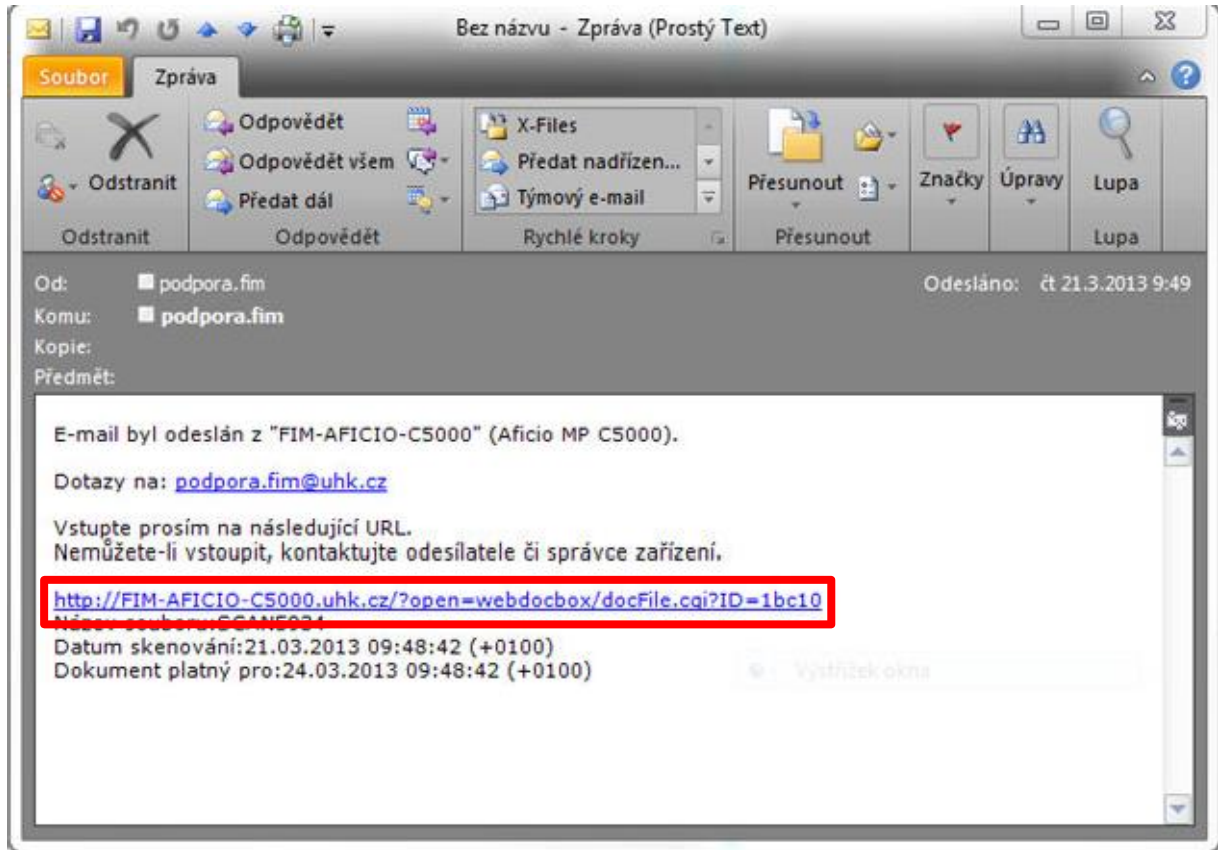 Bez názvu - Zpráva (Prostý Text)
Soubor Zpráva
Odstranit
Odpovědět
Odpovědět všem
Předat dál
X-Files
Předat nadřízen...
Týmový e-mail
Přesunout
Značky
Úpravy
Lupa
Odstranit Odpovědět Rychlé kroky Přesunout Lupa
Od: podpora.fim Odesláno: čt 21.3.2013 9:49
Komu: podpora.fim
Kopie:
Předmět:
E-mail byl odeslán z "FIM-AFICIO-C5000" (Aficio MP C5000).
Dotazy na: podpora.fim@uhk.cz
Vstupte prosím na následující URL.
Nemůžete-li vstoupit, kontaktujte odesílatele či správce zařízení.
http://FIM-AFICIO-C5000.uhk.cz/?open=webdocbox/docFile.cgi?ID=1bc10
Název souboru:
Datum skenování:21.03.2013 09:48:42 (+0100)
Dokument platný pro:24.03.2013 09:48:42 (+0100)
Výstřižek okna